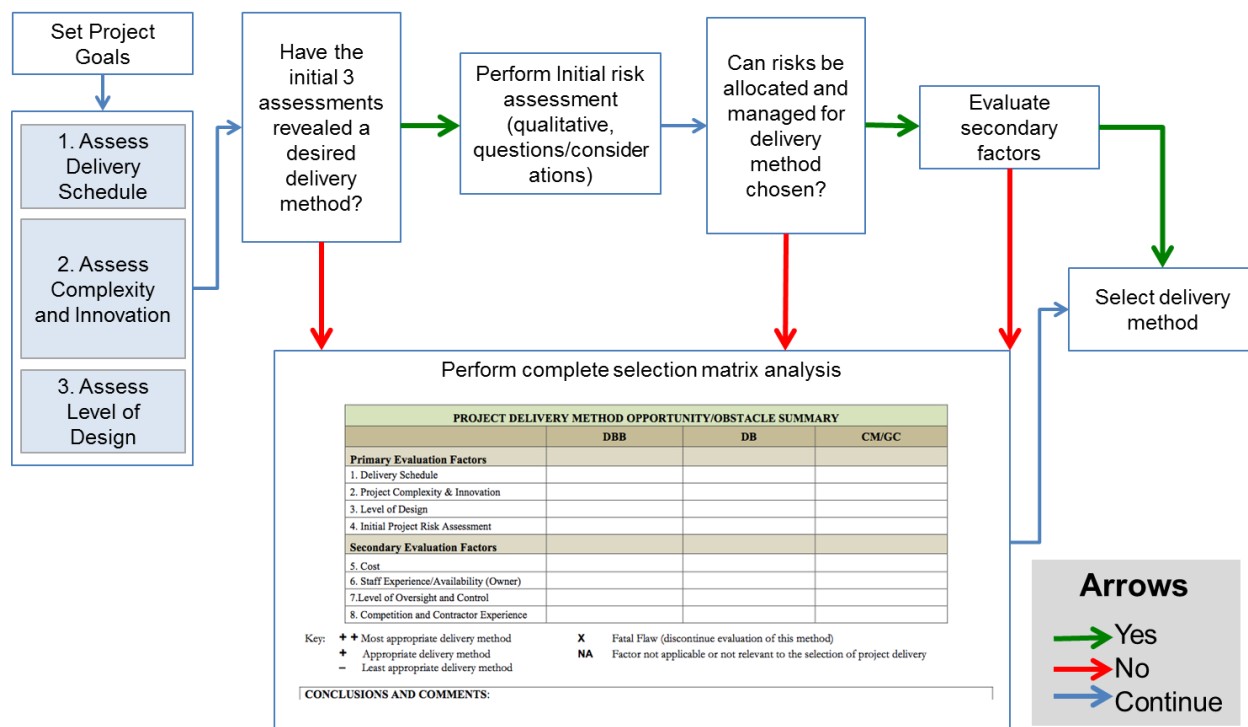 Set Project
Goals
1. Assess
Delivery
Schedule
2. Assess
Complexity
and Innovation
3. Assess
Level of
Design
Have the
initial 3
assessments
revealed a
desired
delivery
method?
Perform Initial risk
assessment
(qualitative,
questions/consider
ations)
Can risks be
allocated and
managed for
delivery
method
chosen?
Evaluate
secondary
factors
Select delivery
method
Perform complete selection matrix analysis
PROJECT DELIVERY METHOD OPPORTUNITY/OBSTACLE SUMMARY
DBB DB CM/GC
Primary Evaluation Factors
1. Delivery Schedule
2. Project Complexity & Innovation
3. Level of Design
4. Initial Project Risk Assessment
Secondary Evaluation Factors
5. Cost
6. Staff Experience/Availability (Owner)
7.Level of Oversight and Control
8. Competition and Contractor Experience
Key: + + Most appropriate delivery method X Fatal Flaw (discontinue evaluation of this method)
+ Appropriate delivery method NA Factor not applicable or not relevant to the selection of project delivery
– Least appropriate delivery method
CONCLUSIONS AND COMMENTS:
Arrows
Yes
No
Continue